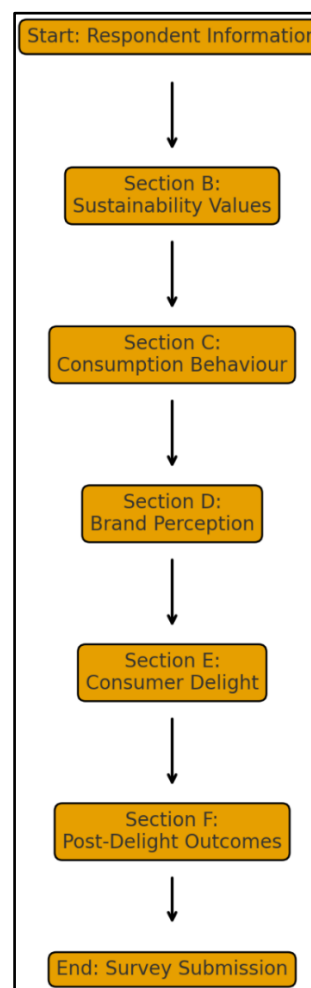 Start: Respondent Information
Section B:
Sustainability Values
Section C:
Consumption Behaviour
Section D:
Brand Perception
Section E:
Consumer Delight
Section F:
Post-Delight Outcomes
End: Survey Submission